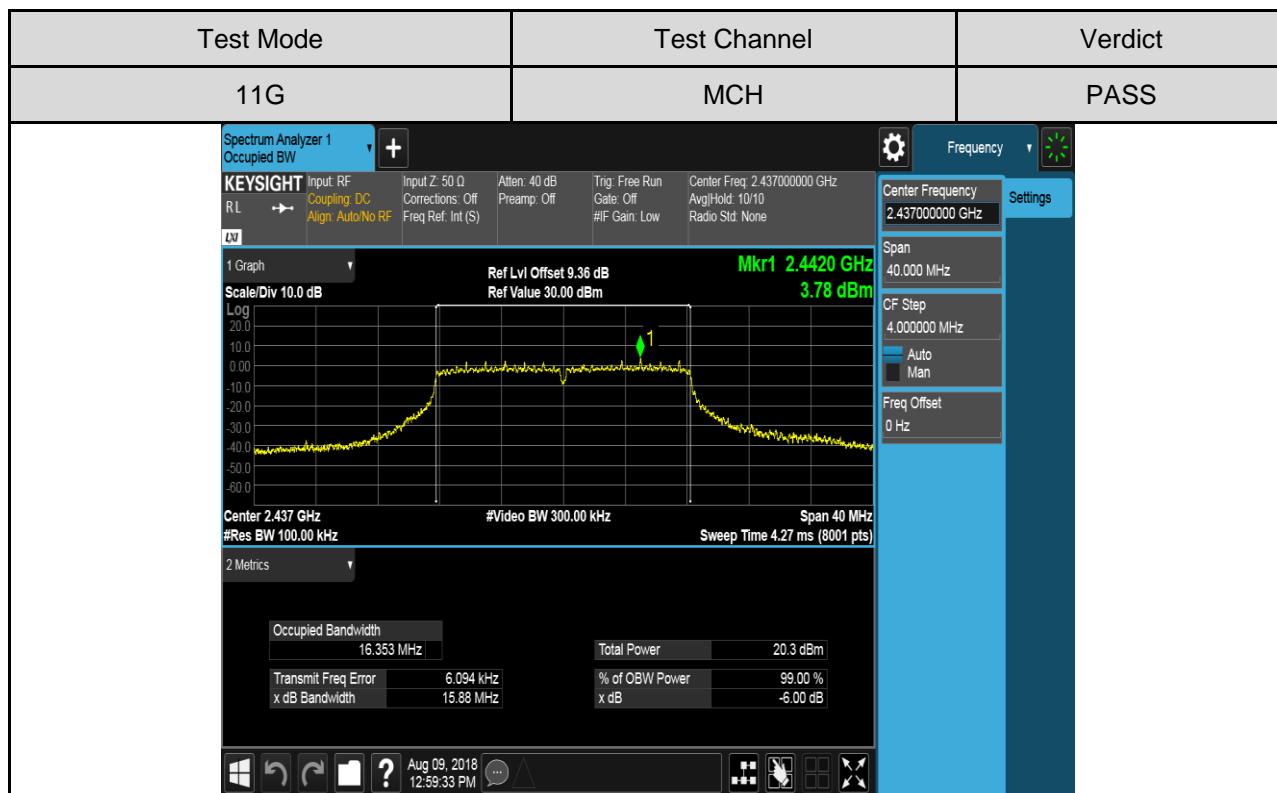 Test Mode Test Channel Verdict
11G MCH PASS
Spectrum Analyzer 1
Occupied BW
+
Frequency
KEYSIGHT Input: RF Input Z: 50 Ω Atten: 40 dB Trig: Free Run Center Freq: 2.437000000 GHz
RL Coupling: DC Corrections: Off Preamp: Off Gate: Off Avg|Hold: 10/10
Align: Auto/No RF Freq Ref: Int (S) #IF Gain: Low Radio Std: None
LXI
Center Frequency
2.437000000 GHz
Settings
Span
40.000 MHz
CF Step
4.000000 MHz
Auto
Man
Freq Offset
0 Hz
1 Graph
Ref Lvl Offset 9.36 dB
Mkr1 2.4420 GHz
Scale/Div 10.0 dB Ref Value 30.00 dBm 3.78 dBm
Log
20.0
10.0
0.00
-10.0
-20.0
-30.0
-40.0
-50.0
-60.0
1
Center 2.437 GHz #Video BW 300.00 kHz Span 40 MHz
#Res BW 100.00 kHz Sweep Time 4.27 ms (8001 pts)
2 Metrics
Occupied Bandwidth
16.353 MHz Total Power 20.3 dBm
Transmit Freq Error 6.094 kHz % of OBW Power 99.00 %
x dB Bandwidth 15.88 MHz x dB -6.00 dB
? Aug 09, 2018
12:59:33 PM